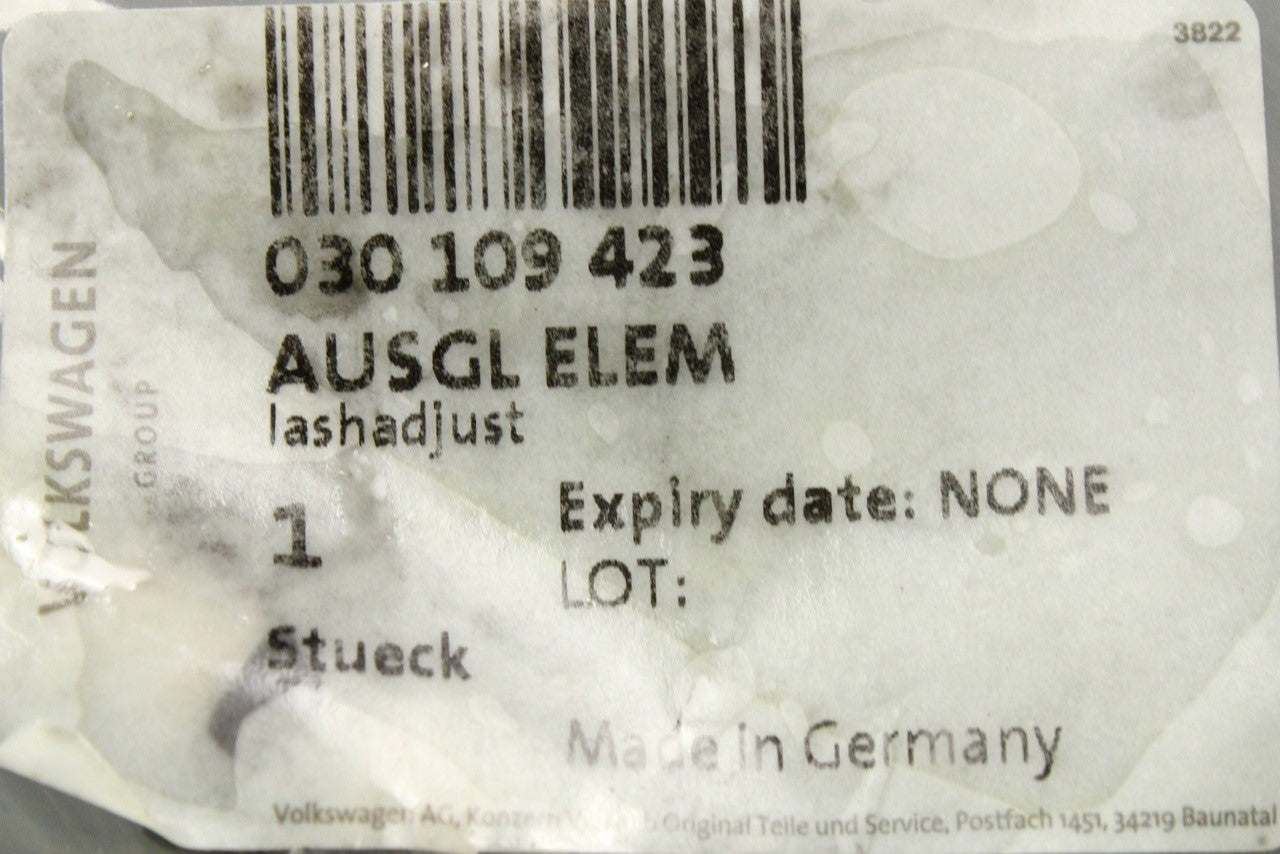 3822
VOLKSWAGEN
GROUP
030 109 423
AUSGL ELEM
lashadjust
1
Expiry date: NONE
LOT:
Stueck
Made in Germany
Volkswagen AG, Konzern Original Teile und Service, Postfach 1451, 34219 Baunatal